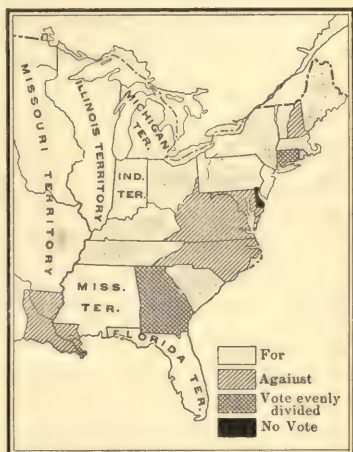 MISSOURI TERRITORY
ILLINOIS TERRITORY
MICHIGAN
TER.
IND.
TER.
MISS.
TER.
FLORIDA TER.
For
Against
Vote evenly
divided
No Vote